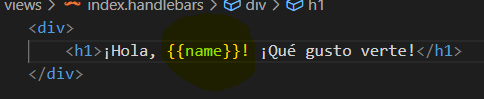 views > index.handlebars > div > h1
<div>
<h1>¡Hola, {{name}}! ¡Qué gusto verte!</h1>
</div>